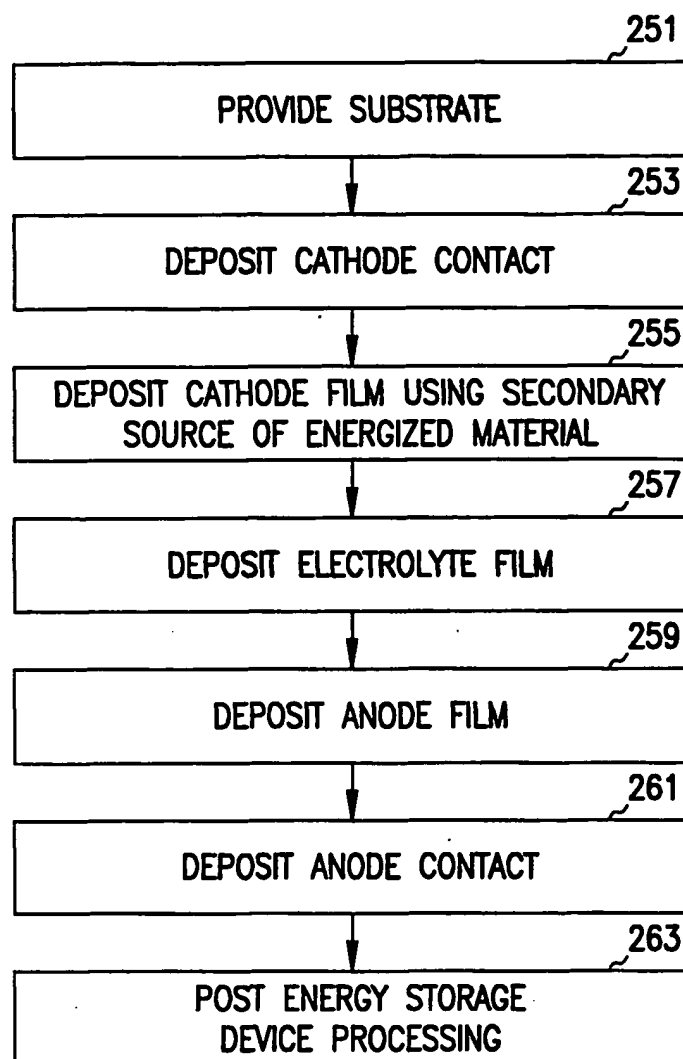 251
PROVIDE SUBSTRATE
253
DEPOSIT CATHODE CONTACT
255
DEPOSIT CATHODE FILM USING SECONDARY
SOURCE OF ENERGIZED MATERIAL
257
DEPOSIT ELECTROLYTE FILM
259
DEPOSIT ANODE FILM
261
DEPOSIT ANODE CONTACT
263
POST ENERGY STORAGE
DEVICE PROCESSING